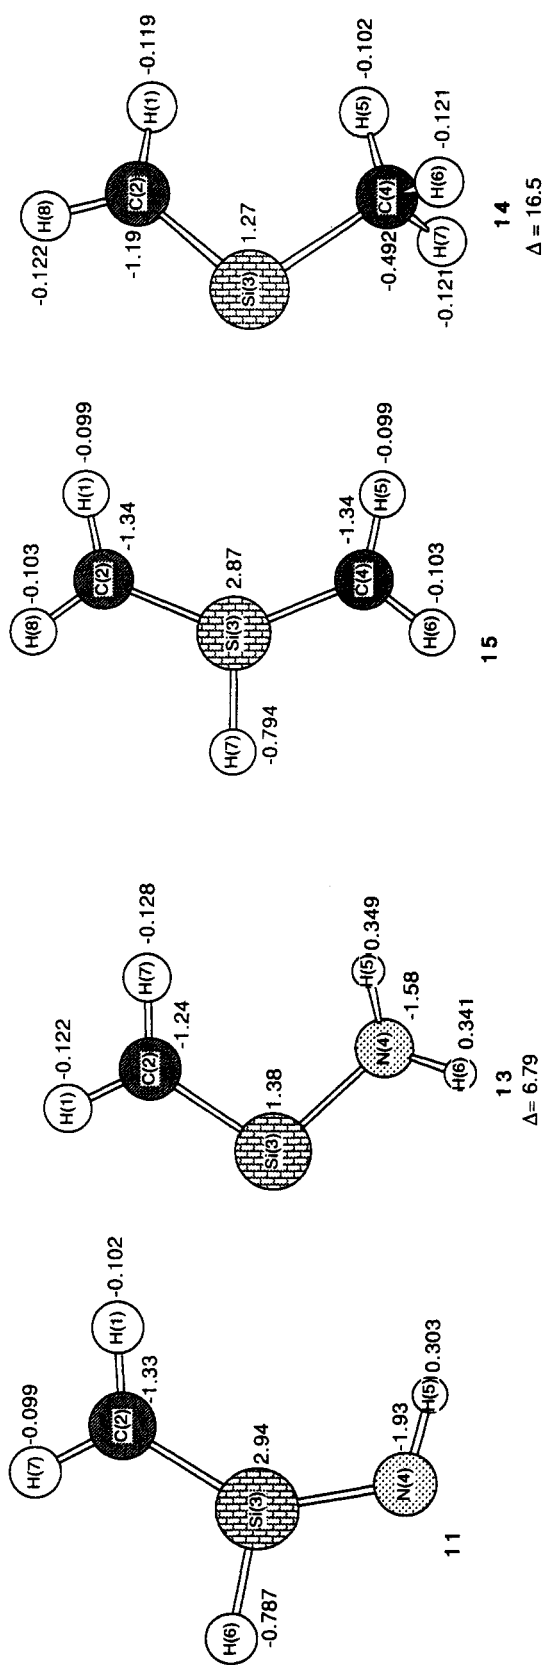 H(7) -0.099
H(1) -0.102
C(2)
-1.33
Si(3) 2.94
H(6)
-0.787
N(4) -1.93
H(5) 0.303
11
H(1) -0.122
H(7) -0.128
C(2)
-1.24
Si(3) 1.38
N(4)
-1.58
H(5) 0.349
H(6) 0.341
13
Δ= 6.79
H(8) -0.103
H(1) -0.099
C(2)
-1.34
Si(3) 2.87
H(7)
-0.794
C(4) -1.34
H(5) -0.099
H(6) -0.103
15
H(8)
-0.122
H(1) -0.119
C(2)
-1.19
Si(3) 1.27
C(4)
-0.492
H(5) -0.102
H(6) -0.121
H(7)
-0.121
14
Δ = 16.5